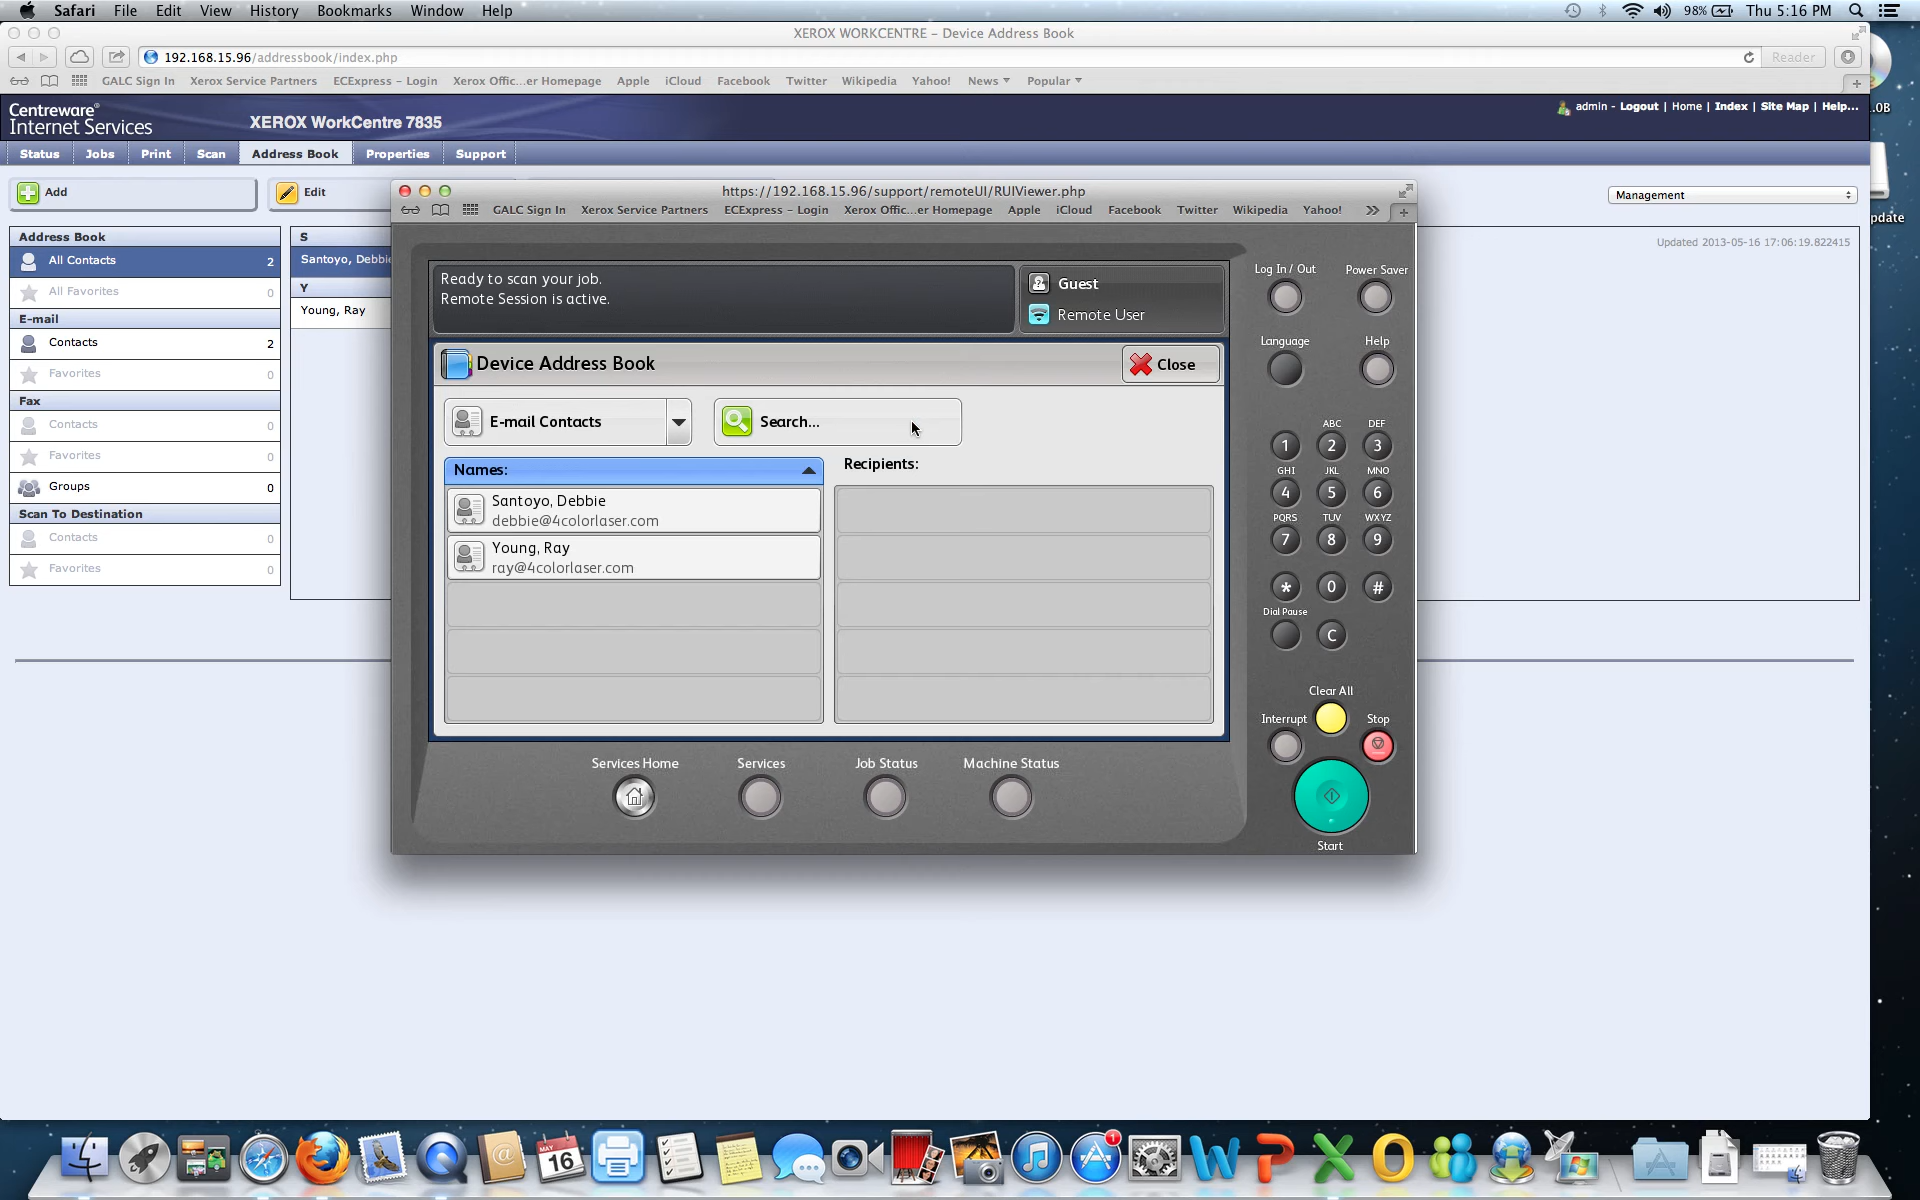 Safari File Edit View History Bookmarks Window Help
98% Thu 5:16 PM
XEROX WORKCENTRE – Device Address Book
192.168.15.96/addressbook/index.php
Reader
GALC Sign In Xerox Service Partners ECExpress – Login Xerox Offic...er Homepage Apple iCloud Facebook Twitter Wikipedia Yahoo! News Popular
Centreware®
Internet Services
XEROX WorkCentre 7835
admin - Logout | Home | Index | Site Map | Help...
Status Jobs Print Scan Address Book Properties Support
Add
Edit
Management
Updated 2013-05-16 17:06:19.822415
Address Book
All Contacts 2
All Favorites 0
E-mail
Contacts 2
Favorites 0
Fax
Contacts 0
Favorites 0
Groups 0
Scan To Destination
Contacts 0
Favorites 0
S
Santoyo, Debbie
Y
Young, Ray
https://192.168.15.96/support/remoteUI/RUIViewer.php
GALC Sign In Xerox Service Partners ECExpress – Login Xerox Offic...er Homepage Apple iCloud Facebook Twitter Wikipedia Yahoo! >>
Ready to scan your job.
Remote Session is active.
Guest
Remote User
Device Address Book
Close
E-mail Contacts
Search...
Names:
Recipients:
Santoyo, Debbie
debbie@4colorlaser.com
Young, Ray
ray@4colorlaser.com
Services Home Services Job Status Machine Status
Log In / Out Power Saver
Language Help
ABC DEF
1 2 3
GHI JKL MNO
4 5 6
PQRS TUV WXYZ
7 8 9
* 0 #
Dial Pause
C
Clear All
Interrupt Stop
Start
.0B
pdate
MAY
16
1